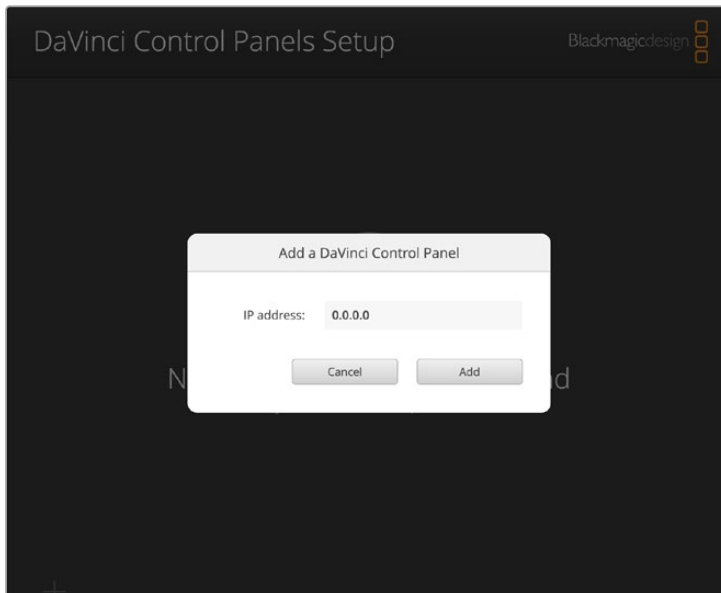 DaVinci Control Panels Setup
Blackmagicdesign
Add a DaVinci Control Panel
IP address: 0.0.0.0
Cancel Add